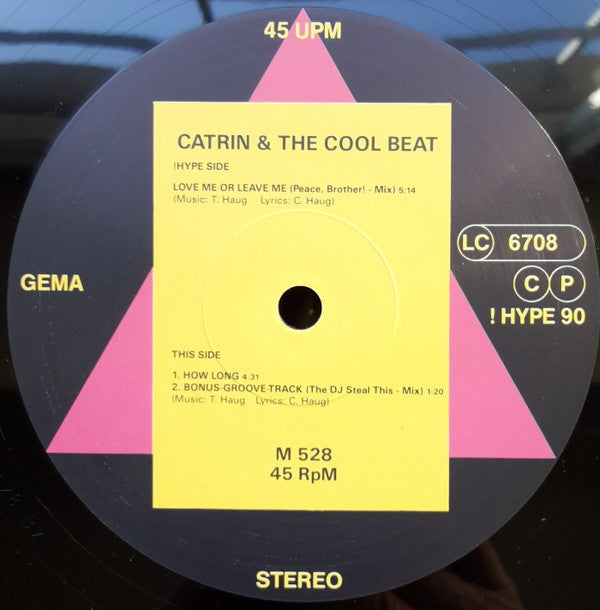 45 UPM
CATRIN & THE COOL BEAT
!HYPE SIDE
LOVE ME OR LEAVE ME (Peace, Brother! - Mix) 5:14
(Music: T. Haug Lyrics: C. Haug)
LC 6708
GEMA
C P
! HYPE 90
THIS SIDE
1. HOW LONG 4:31
2. BONUS-GROOVE-TRACK (The DJ Steal This - Mix) 1:20
(Music: T. Haug Lyrics: C. Haug)
M 528
45 RpM
STEREO